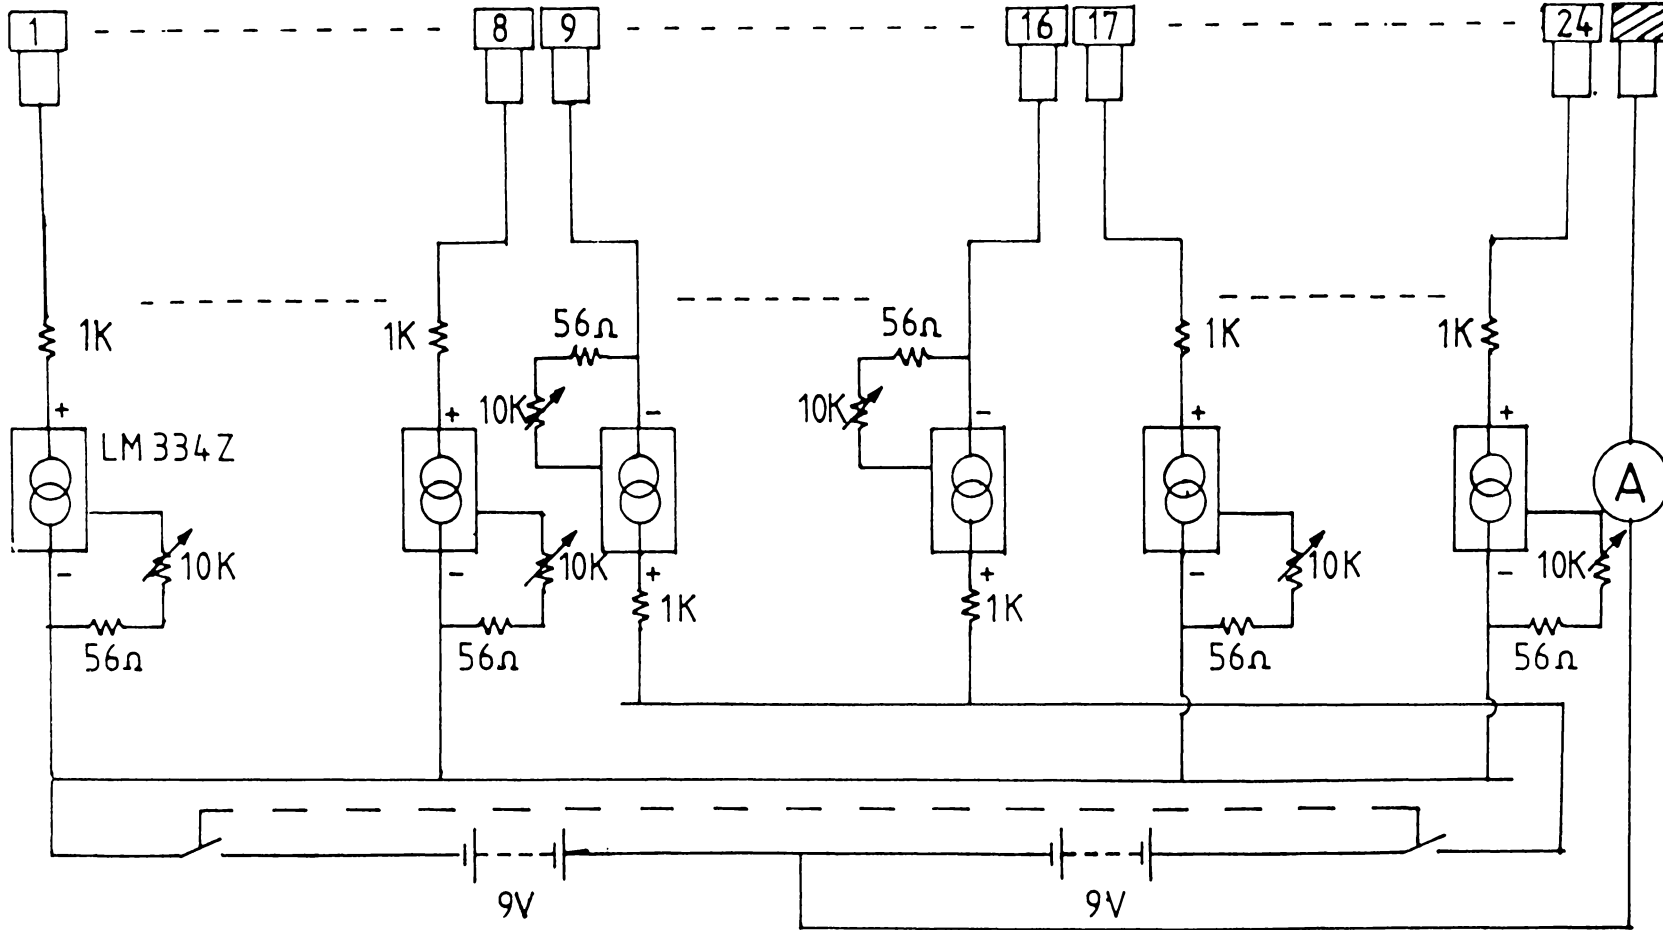 1 8 9 16 17 24
56Ω 56Ω
1K 1K 1K 1K
10K 10K
+ + - - + +
LM334Z
A
10K 10K 10K 10K
- - + + - -
1K 1K
56Ω 56Ω 56Ω 56Ω
9V 9V